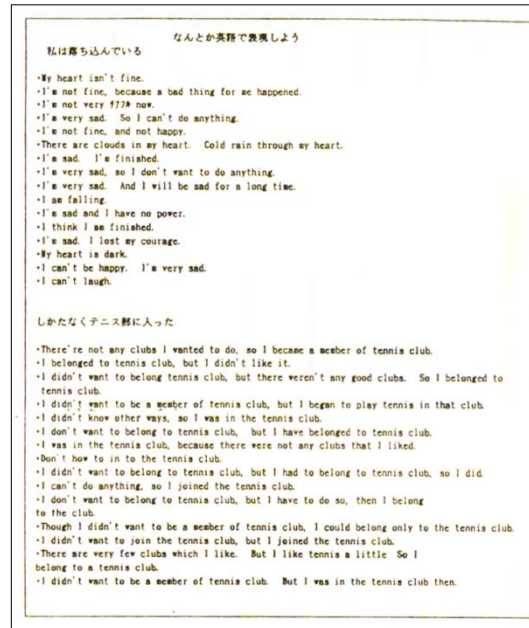 なんとか英語で表現しよう
私は落ち込んでいる
・My heart isn't fine.
・I'm not fine, because a bad thing for me happened.
・I'm not very now.
・I'm very sad. So I can't do anything.
・I'm not fine, and not happy.
・There are clouds in my heart. Cold rain through my heart.
・I'm sad. I'm finished.
・I'm very sad, so I don't want to do anything.
・I'm very sad. And I will be sad for a long time.
・I am falling.
・I'm sad and I have no power.
・I think I am finished.
・I'm sad. I lost my courage.
・My heart is dark.
・I can't be happy. I'm very sad.
・I can't laugh.
しかたなくテニス部に入った
・There're not any clubs I wanted to do, so I became a member of tennis club.
・I belonged to tennis club, but I didn't like it.
・I didn't want to belong tennis club, but there weren't any good clubs. So I belonged to
tennis club.
・I didn't want to be a member of tennis club, but I began to play tennis in that club.
・I didn't know other ways, so I was in the tennis club.
・I don't want to belong to tennis club, but I have belonged to tennis club.
・I was in the tennis club, because there were not any clubs that I liked.
・Don't how to in to the tennis club.
・I didn't want to belong to tennis club, but I had to belong to tennis club, so I did.
・I can't do anything, so I joined the tennis club.
・I don't want to belong to tennis club, but I have to do so, then I belong
to the club.
・Though I didn't want to be a member of tennis club, I could belong only to the tennis club.
・I didn't want to join the tennis club, but I joined the tennis club.
・There are very few clubs which I like. But I like tennis a little So I
belong to a tennis club.
・I didn't want to be a member of tennis club. But I was in the tennis club then.